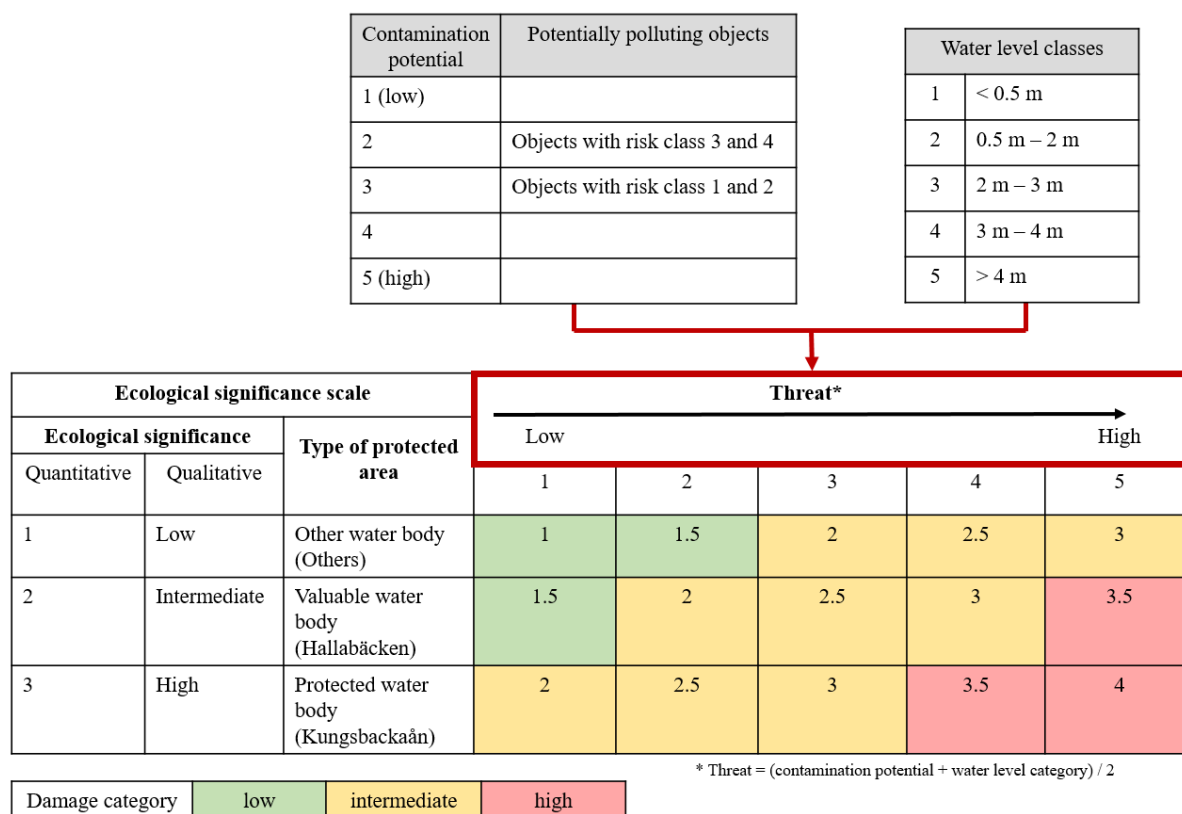 Contamination
potential
Potentially polluting objects
1 (low)
2
Objects with risk class 3 and 4
3
Objects with risk class 1 and 2
4
5 (high)
Water level classes
1
< 0.5 m
2
0.5 m – 2 m
3
2 m – 3 m
4
3 m – 4 m
5
> 4 m
Ecological significance scale
Threat*
Low
High
Ecological significance
Type of protected
area
Quantitative
Qualitative
1
2
3
4
5
1
Low
Other water body
(Others)
1
1.5
2
2.5
3
2
Intermediate
Valuable water
body
(Hallabäcken)
1.5
2
2.5
3
3.5
3
High
Protected water
body
(Kungsbackaån)
2
2.5
3
3.5
4
* Threat = (contamination potential + water level category) / 2
Damage category
low
intermediate
high